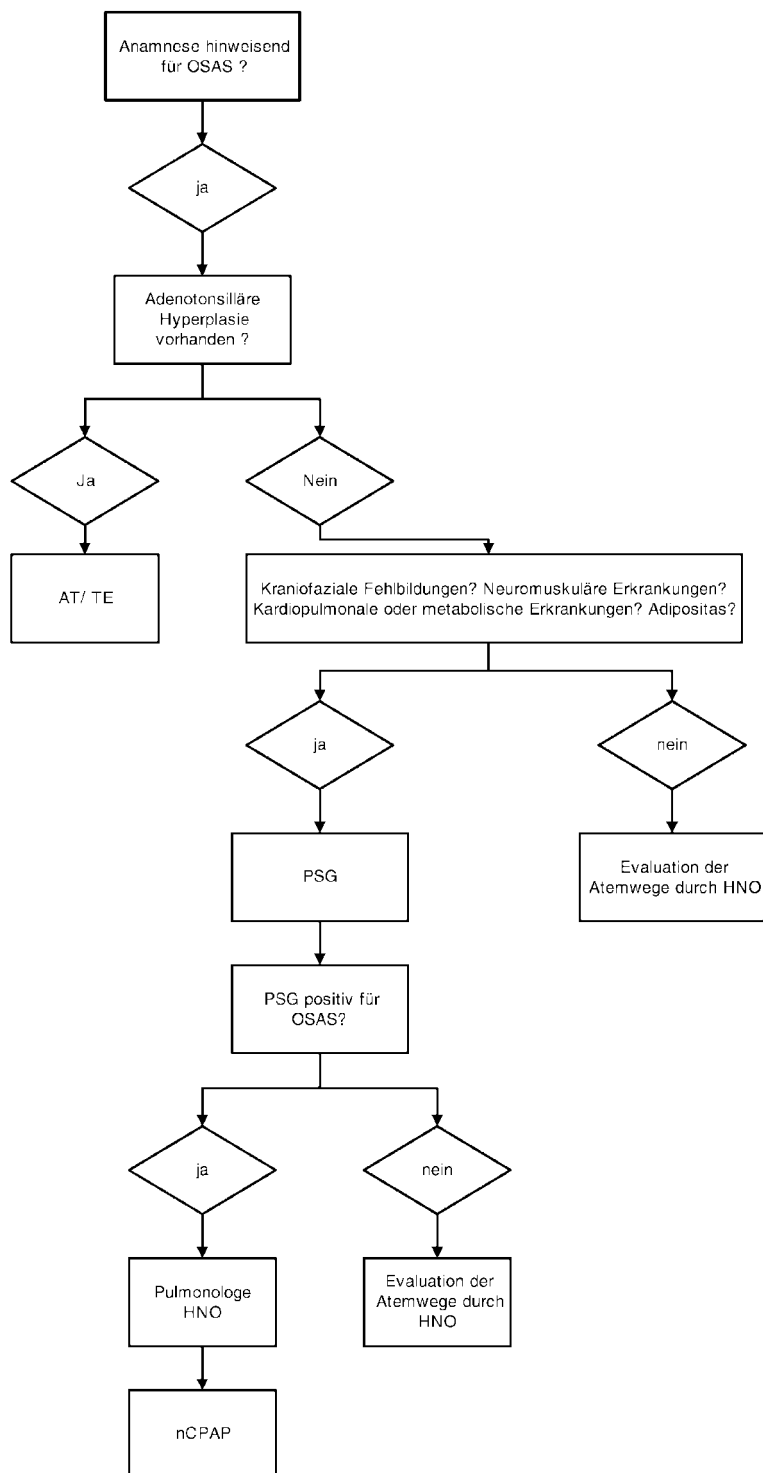 Anamnese hinweisend
für OSAS ?
ja
Adenotonsilläre
Hyperplasie
vorhanden ?
Ja
Nein
AT/ TE
Kraniofaziale Fehlbildungen? Neuromuskuläre Erkrankungen?
Kardiopulmonale oder metabolische Erkrankungen? Adipositas?
ja
nein
PSG
Evaluation der
Atemwege durch HNO
PSG positiv für
OSAS?
ja
nein
Pulmonologe
HNO
Evaluation der
Atemwege durch
HNO
nCPAP